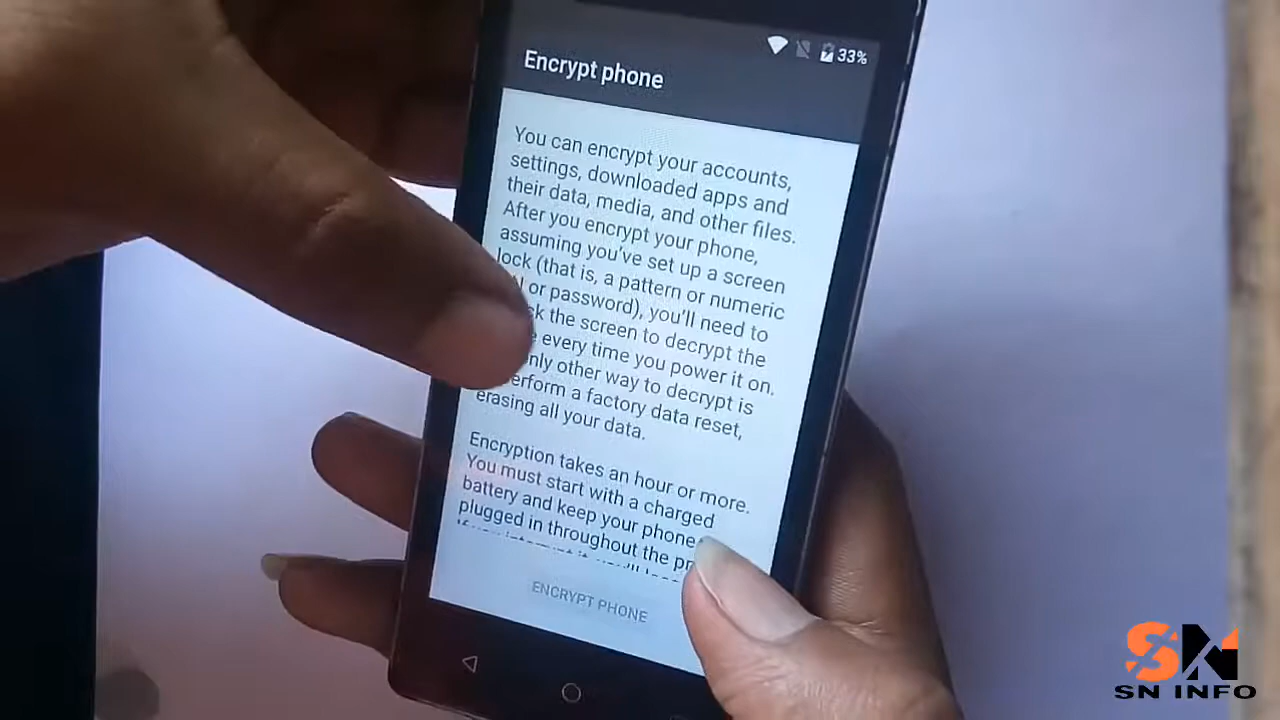 33%
Encrypt phone
You can encrypt your accounts,
settings, downloaded apps and
their data, media, and other files.
After you encrypt your phone,
assuming you've set up a screen
lock (that is, a pattern or numeric
or password), you'll need to
the screen to decrypt the
every time you power it on.
only other way to decrypt is
perform a factory data reset,
erasing all your data.
Encryption takes an hour or more.
You must start with a charged
battery and keep your phone
plugged in throughout the
ENCRYPT PHONE
SN
SN INFO